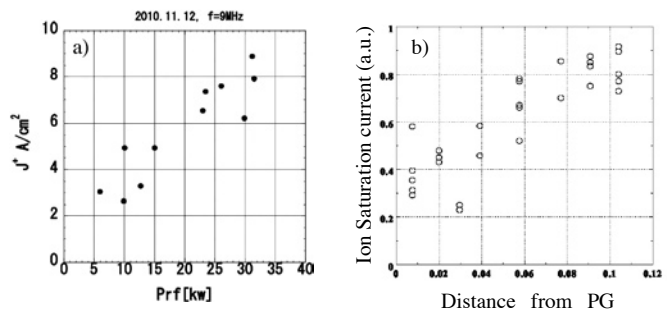 2010.11.12, f=9MHz
a)
10
8
6
4
2
0
J⁺ A/cm²
0 5 10 15 20 25 30 35 40
Prf[kw]
b)
1
0.8
0.6
0.4
0.2
0
Ion Saturation current (a.u.)
0 0.02 0.04 0.06 0.08 0.1 0.12
Distance from PG